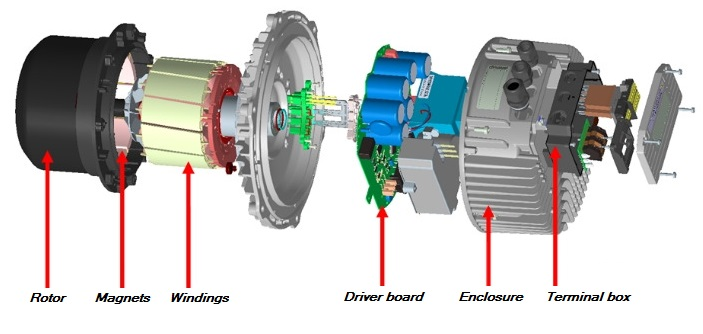 Rotor
Magnets
Windings
Driver board
Enclosure
Terminal box